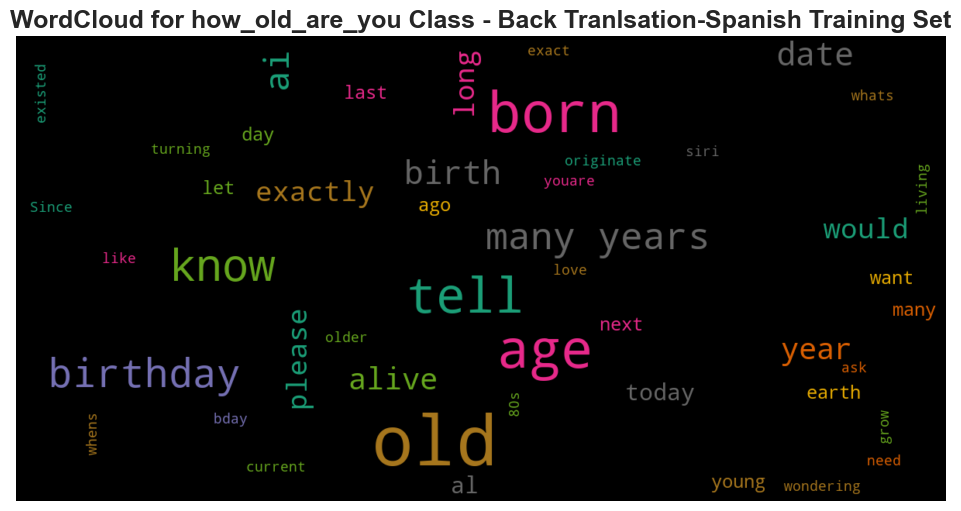 WordCloud for how_old_are_you Class - Back Tranlsation-Spanish Training Set
exact
date
existed
ai
long
last
born
whats
day
turning
originate
siri
birth
youare
let
exactly
living
Since
ago
would
many years
know
like
love
want
tell
many
please
next
older
age
year
birthday
alive
ask
today
earth
80s
whens
bday
old
grow
current
need
al
young
wondering